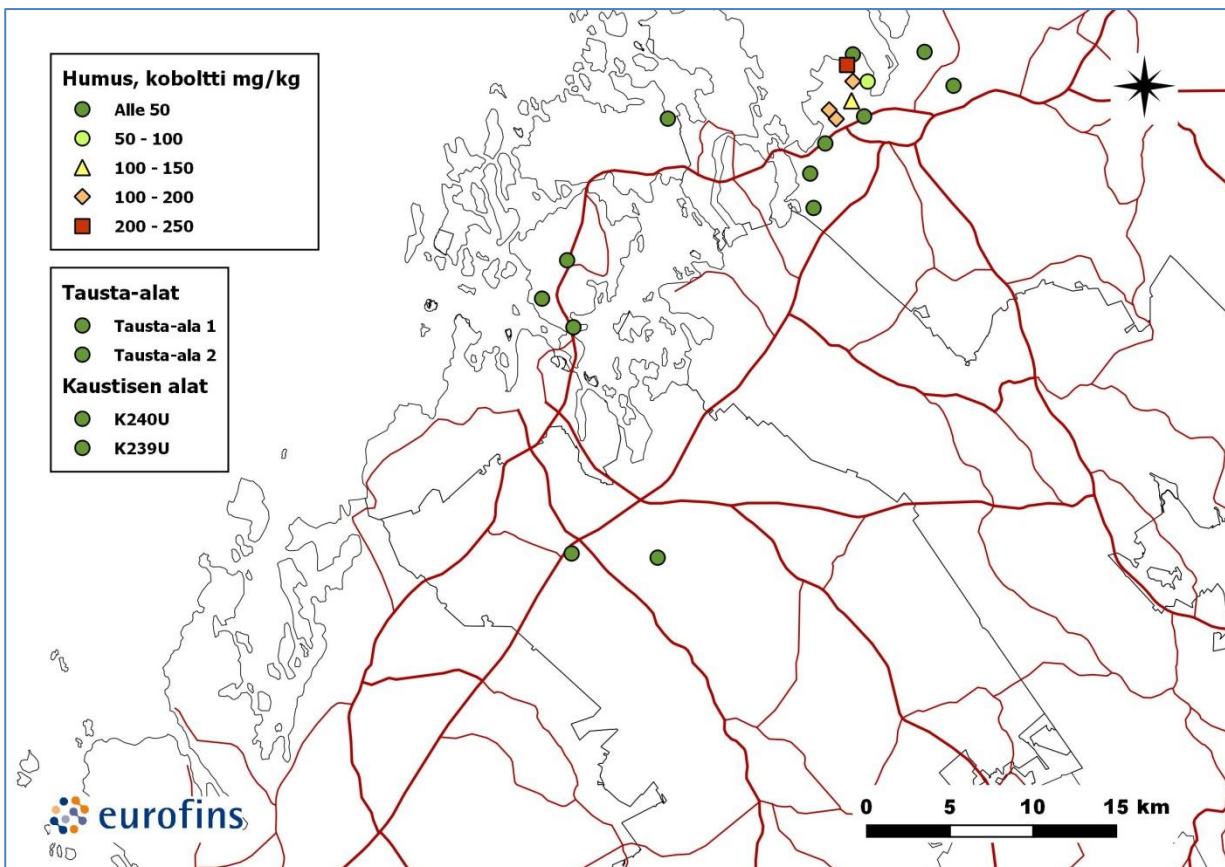 Humus, koboltti mg/kg
Alle 50
50 - 100
100 - 150
100 - 200
200 - 250
Tausta-alat
Tausta-ala 1
Tausta-ala 2
Kaustisen alat
K240U
K239U
eurofins
0 5 10 15 km